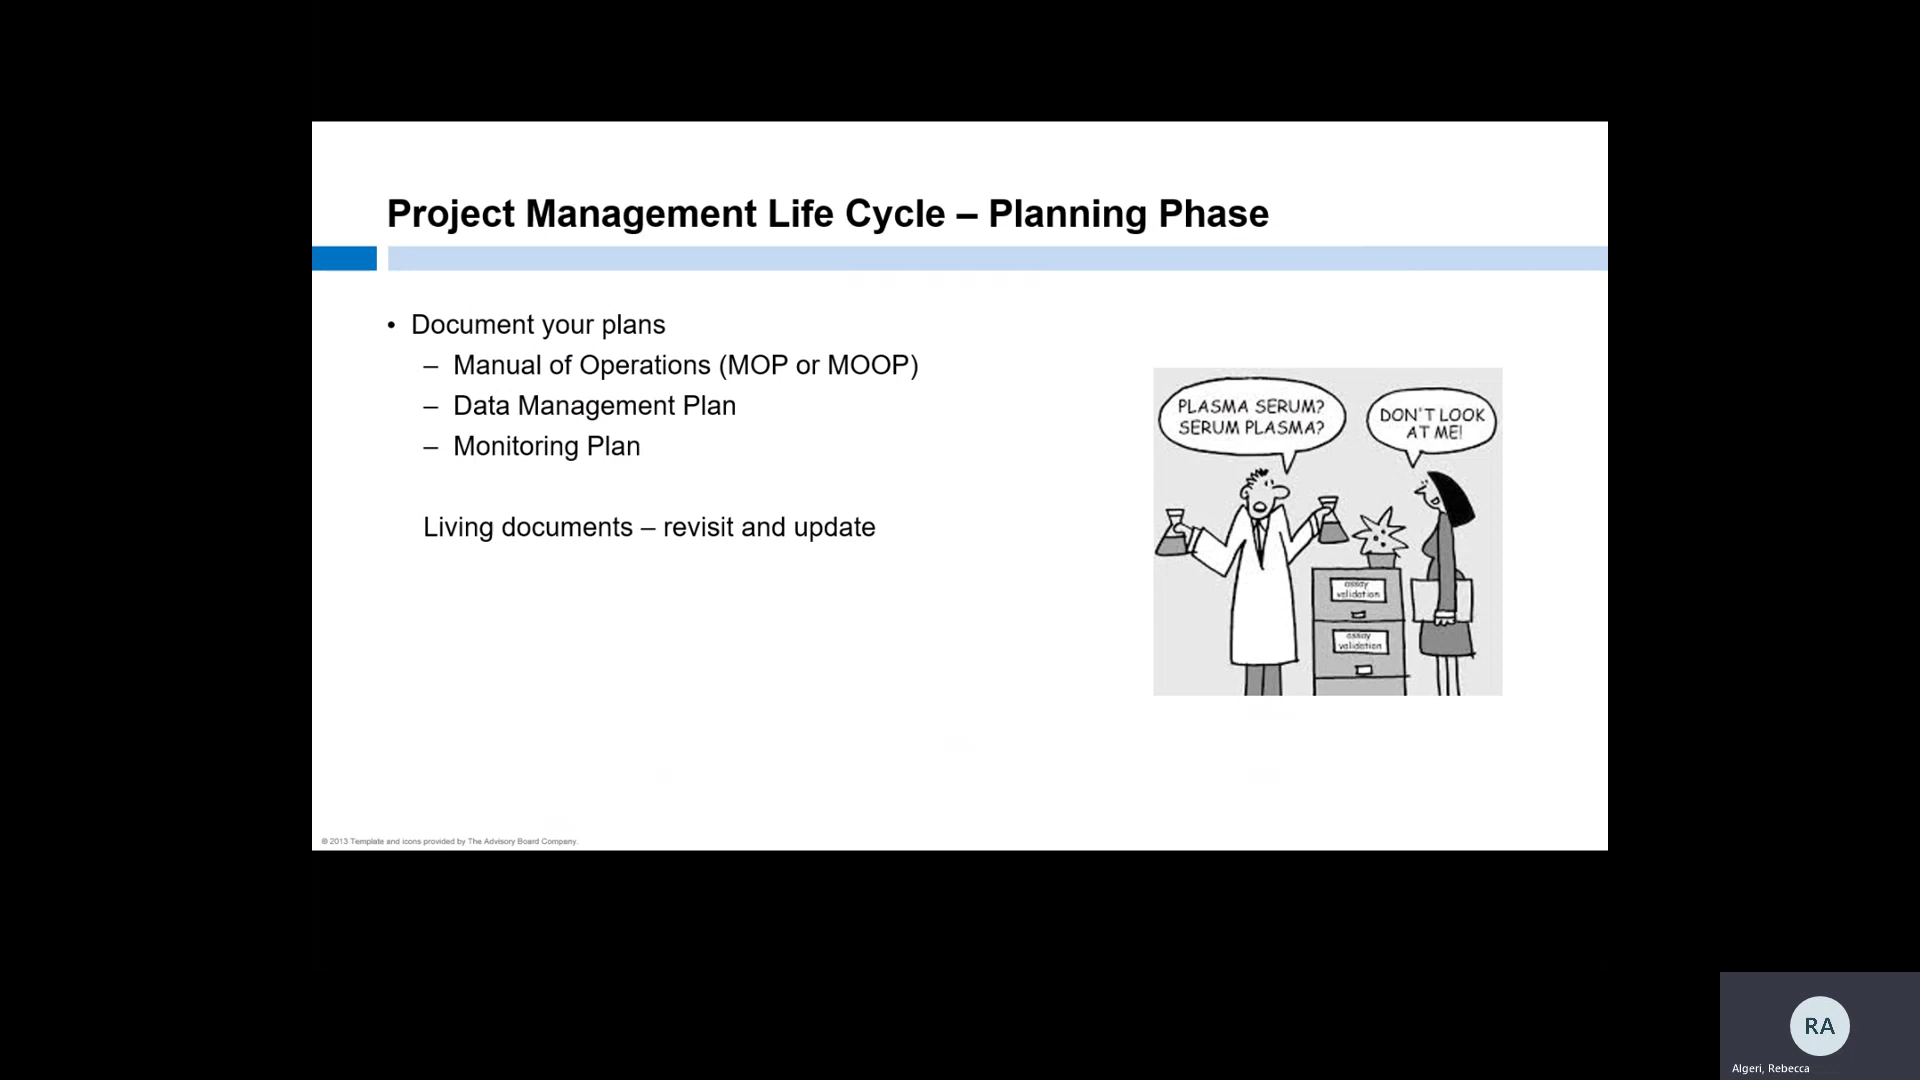 Project Management Life Cycle – Planning Phase
• Document your plans
– Manual of Operations (MOP or MOOP)
– Data Management Plan
– Monitoring Plan
Living documents – revisit and update
PLASMA SERUM?
SERUM PLASMA?
DON'T LOOK
AT ME!
assay
validation
assay
validation
© 2013 Template and icons provided by The Advisory Board Company.
RA
Algeri, Rebecca